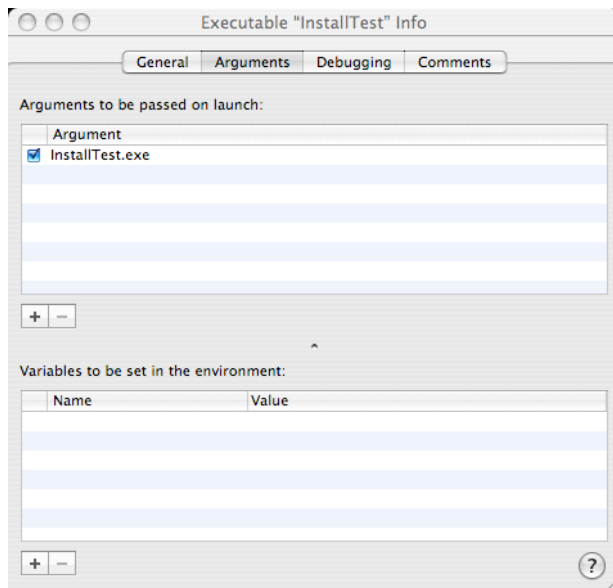 Executable “InstallTest” Info
General Arguments Debugging Comments
Arguments to be passed on launch:
Argument
InstallTest.exe
+ −
Variables to be set in the environment:
Name Value
+ −
?